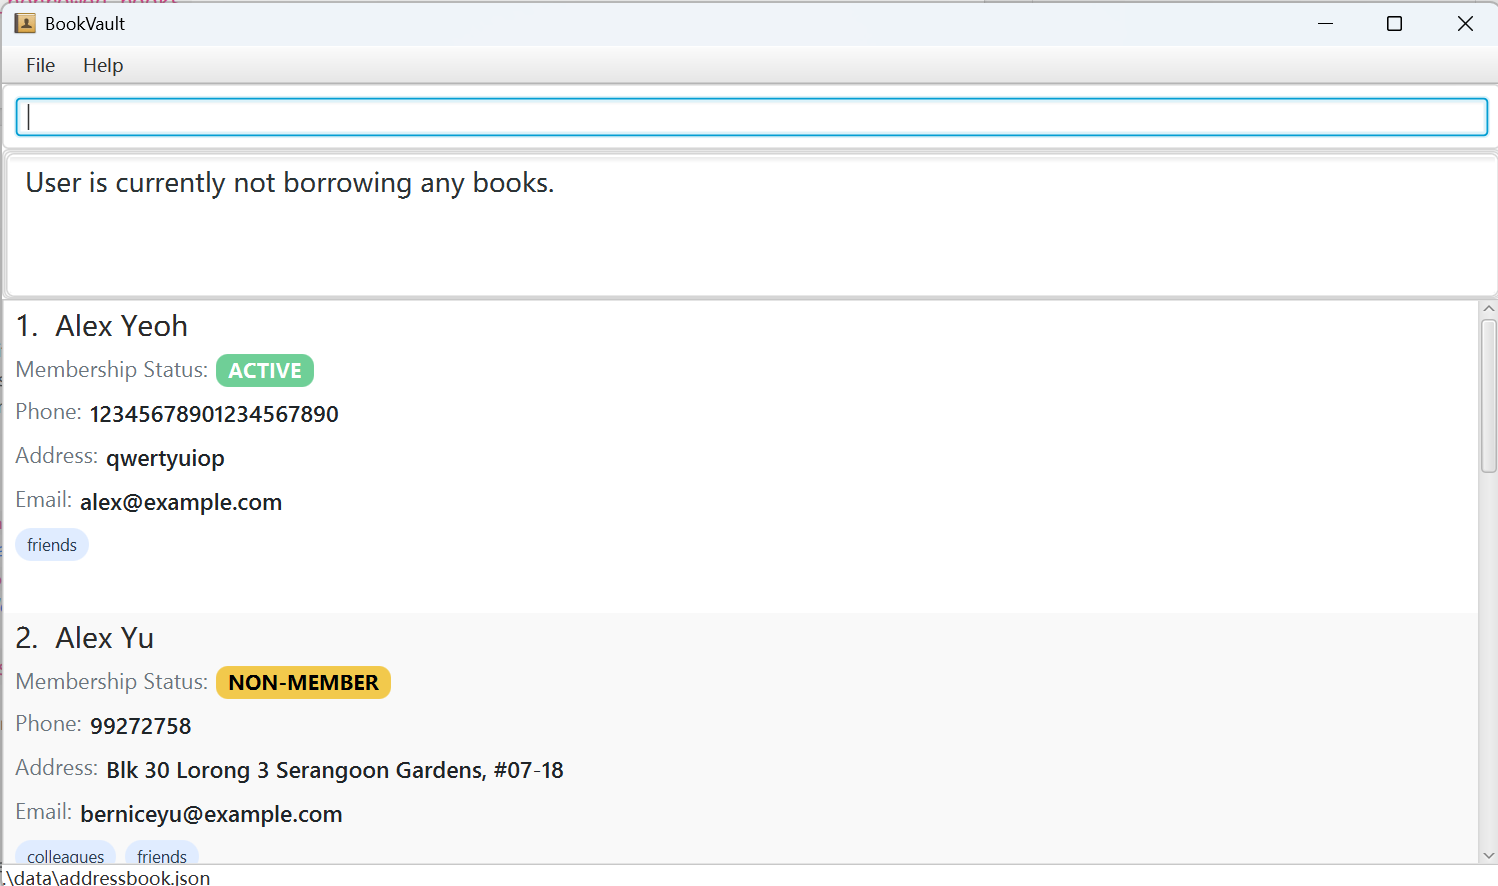 BookVault
File Help
User is currently not borrowing any books.
1. Alex Yeoh
Membership Status: ACTIVE
Phone: 12345678901234567890
Address: qwertyuiop
Email: alex@example.com
friends
2. Alex Yu
Membership Status: NON-MEMBER
Phone: 99272758
Address: Blk 30 Lorong 3 Serangoon Gardens, #07-18
Email: berniceyu@example.com
colleagues friends
.\data\addressbook.json